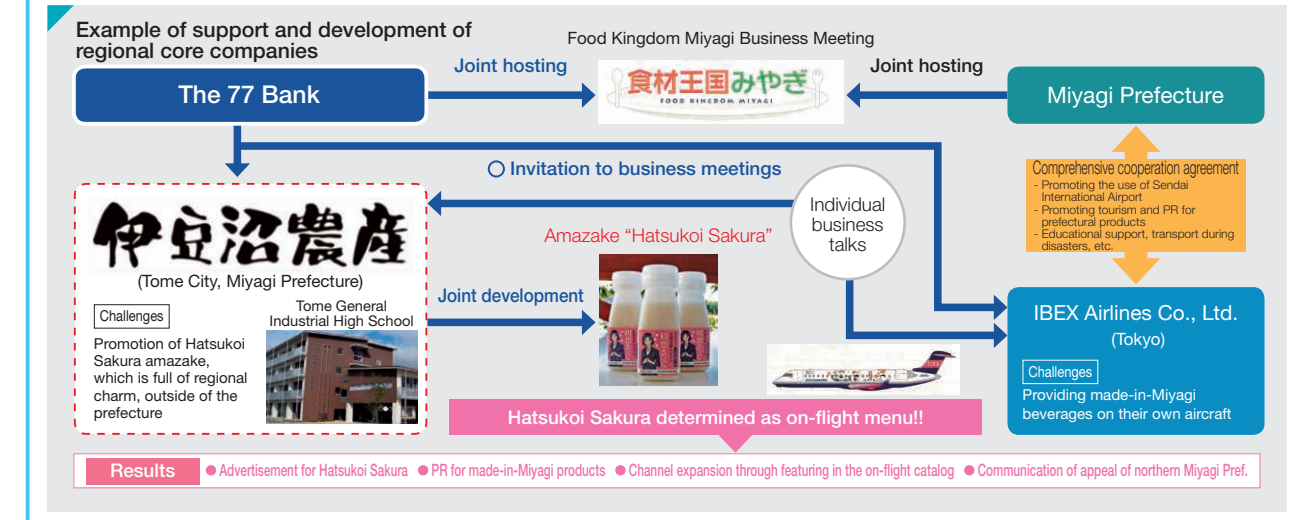 Example of support and development of
regional core companies
Food Kingdom Miyagi Business Meeting
The 77 Bank
Joint hosting
食材王国みやぎ
FOOD KINGDOM MIYAGI
Joint hosting
Miyagi Prefecture
Comprehensive cooperation agreement
- Promoting the use of Sendai
International Airport
- Promoting tourism and PR for
prefectural products
- Educational support, transport during
disasters, etc.
○ Invitation to business meetings
Individual
business
talks
伊豆沼農産
(Tome City, Miyagi Prefecture)
Challenges
Promotion of Hatsukoi
Sakura amazake,
which is full of regional
charm, outside of the
prefecture
Tome General
Industrial High School
Joint development
Amazake “Hatsukoi Sakura”
IBEX Airlines Co., Ltd.
(Tokyo)
Challenges
Providing made-in-Miyagi
beverages on their own aircraft
Hatsukoi Sakura determined as on-flight menu!!
Results
● Advertisement for Hatsukoi Sakura ● PR for made-in-Miyagi products ● Channel expansion through featuring in the on-flight catalog ● Communication of appeal of northern Miyagi Pref.